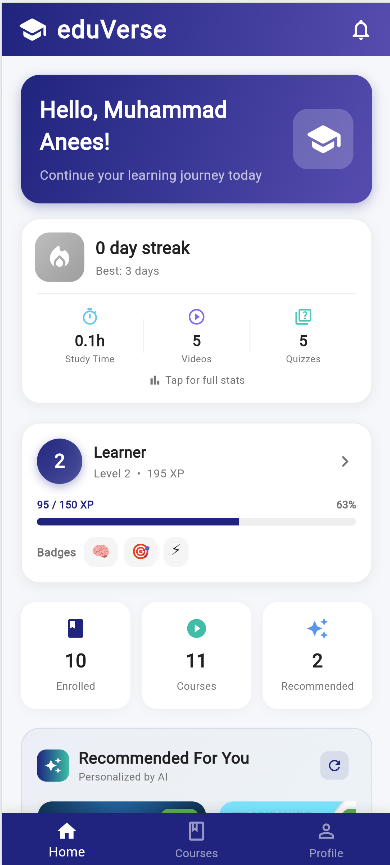 eduVerse
Hello, Muhammad
Anees!
Continue your learning journey today
0 day streak
Best: 3 days
0.1h
Study Time
5
Videos
5
Quizzes
Tap for full stats
2
Learner
Level 2 • 195 XP
95 / 150 XP
63%
Badges
10
Enrolled
11
Courses
2
Recommended
Recommended For You
Personalized by AI
Home
Courses
Profile